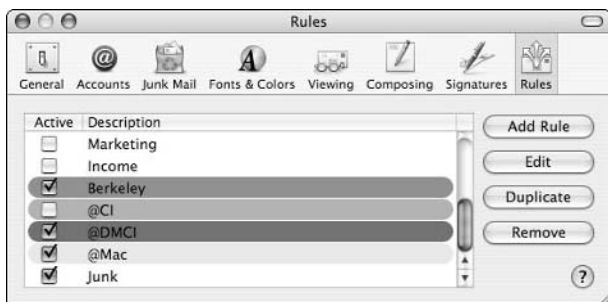 Rules
General Accounts Junk Mail Fonts & Colors Viewing Composing Signatures Rules
Active Description
Marketing
Income
Berkeley
@CI
@DMCI
@Mac
Junk
Add Rule
Edit
Duplicate
Remove
?